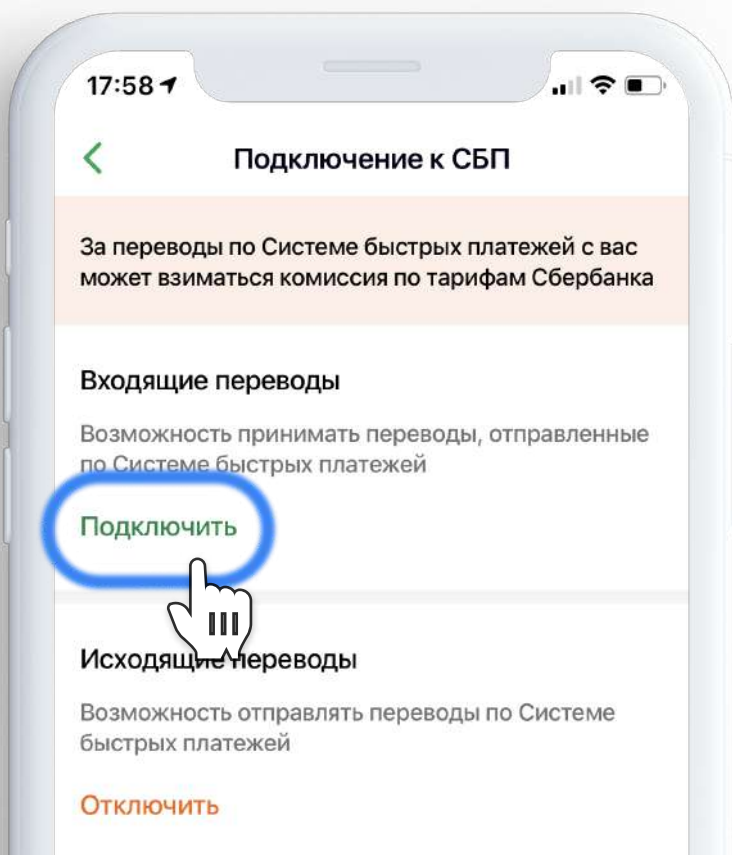 17:58
Подключение к СБП
За переводы по Системе быстрых платежей с вас
может взиматься комиссия по тарифам Сбербанка
Входящие переводы
Возможность принимать переводы, отправленные
по Системе быстрых платежей
Подключить
Исходящие переводы
Возможность отправлять переводы по Системе
быстрых платежей
Отключить